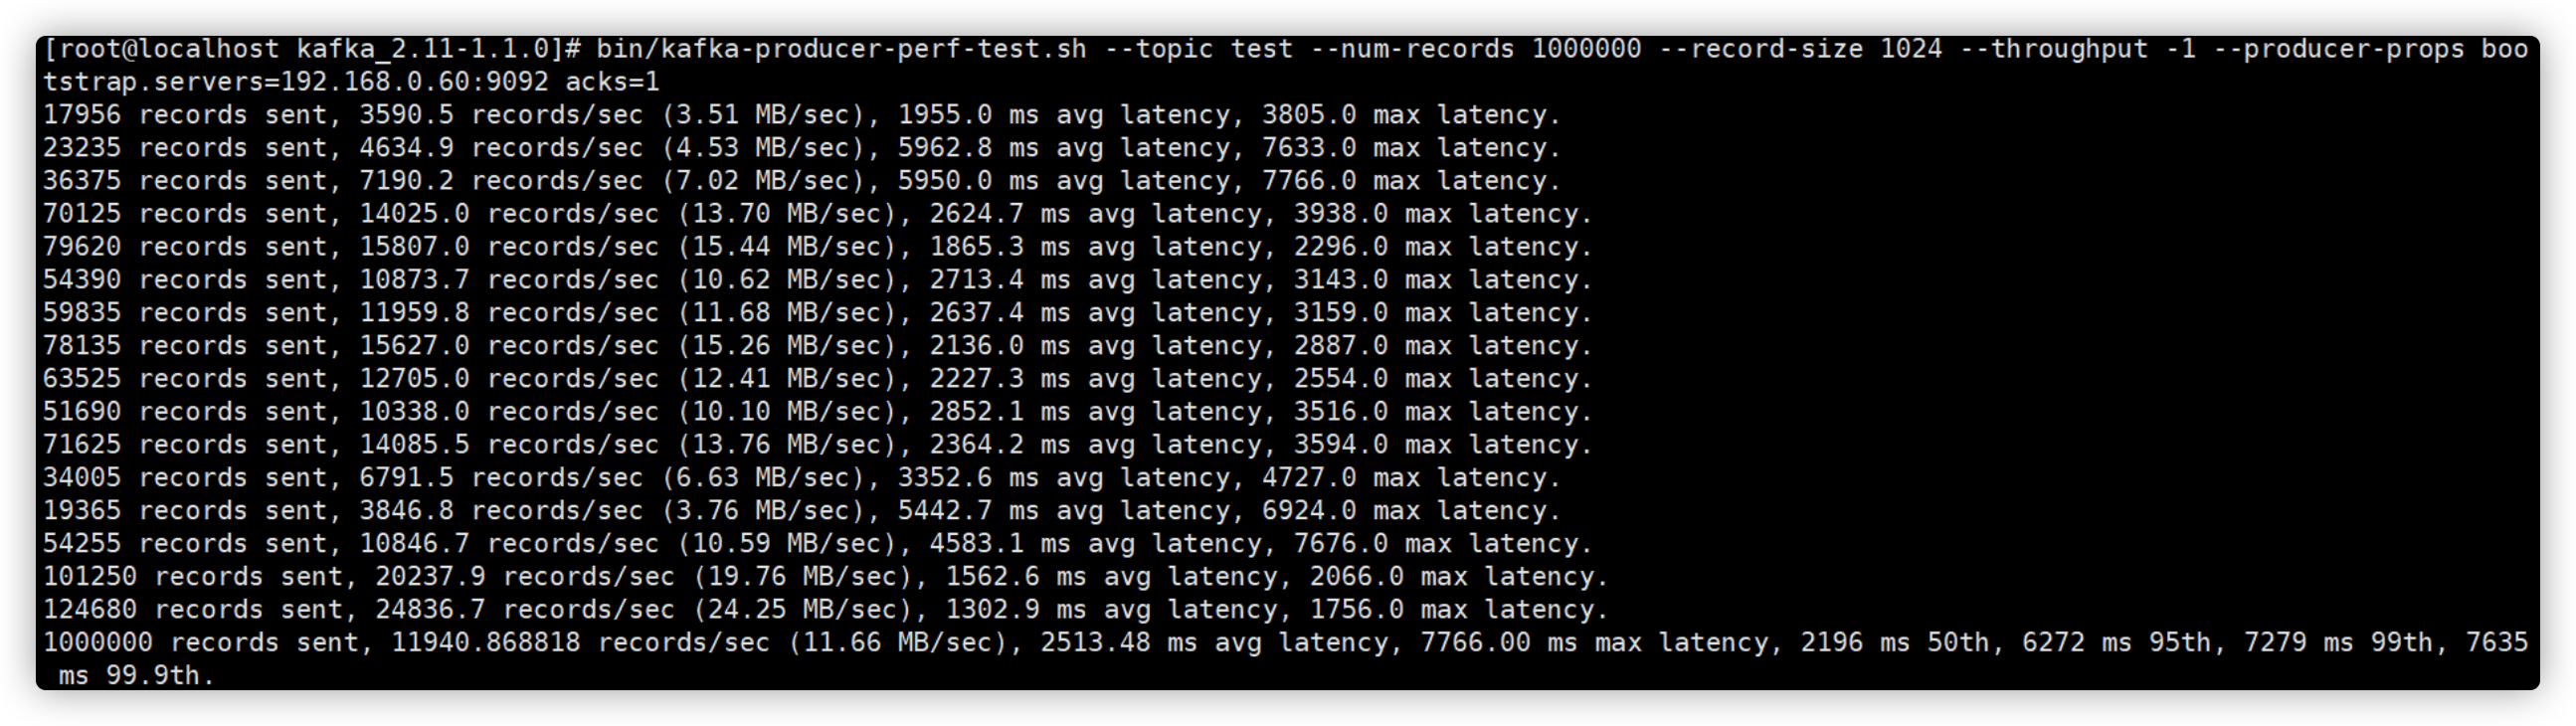 [root@localhost kafka_2.11-1.1.0]# bin/kafka-producer-perf-test.sh --topic test --num-records 1000000 --record-size 1024 --throughput -1 --producer-props boo
tstrap.servers=192.168.0.60:9092 acks=1
17956 records sent, 3590.5 records/sec (3.51 MB/sec), 1955.0 ms avg latency, 3805.0 max latency.
23235 records sent, 4634.9 records/sec (4.53 MB/sec), 5962.8 ms avg latency, 7633.0 max latency.
36375 records sent, 7190.2 records/sec (7.02 MB/sec), 5950.0 ms avg latency, 7766.0 max latency.
70125 records sent, 14025.0 records/sec (13.70 MB/sec), 2624.7 ms avg latency, 3938.0 max latency.
79620 records sent, 15807.0 records/sec (15.44 MB/sec), 1865.3 ms avg latency, 2296.0 max latency.
54390 records sent, 10873.7 records/sec (10.62 MB/sec), 2713.4 ms avg latency, 3143.0 max latency.
59835 records sent, 11959.8 records/sec (11.68 MB/sec), 2637.4 ms avg latency, 3159.0 max latency.
78135 records sent, 15627.0 records/sec (15.26 MB/sec), 2136.0 ms avg latency, 2887.0 max latency.
63525 records sent, 12705.0 records/sec (12.41 MB/sec), 2227.3 ms avg latency, 2554.0 max latency.
51690 records sent, 10338.0 records/sec (10.10 MB/sec), 2852.1 ms avg latency, 3516.0 max latency.
71625 records sent, 14085.5 records/sec (13.76 MB/sec), 2364.2 ms avg latency, 3594.0 max latency.
34005 records sent, 6791.5 records/sec (6.63 MB/sec), 3352.6 ms avg latency, 4727.0 max latency.
19365 records sent, 3846.8 records/sec (3.76 MB/sec), 5442.7 ms avg latency, 6924.0 max latency.
54255 records sent, 10846.7 records/sec (10.59 MB/sec), 4583.1 ms avg latency, 7676.0 max latency.
101250 records sent, 20237.9 records/sec (19.76 MB/sec), 1562.6 ms avg latency, 2066.0 max latency.
124680 records sent, 24836.7 records/sec (24.25 MB/sec), 1302.9 ms avg latency, 1756.0 max latency.
1000000 records sent, 11940.868818 records/sec (11.66 MB/sec), 2513.48 ms avg latency, 7766.00 ms max latency, 2196 ms 50th, 6272 ms 95th, 7279 ms 99th, 7635
 ms 99.9th.